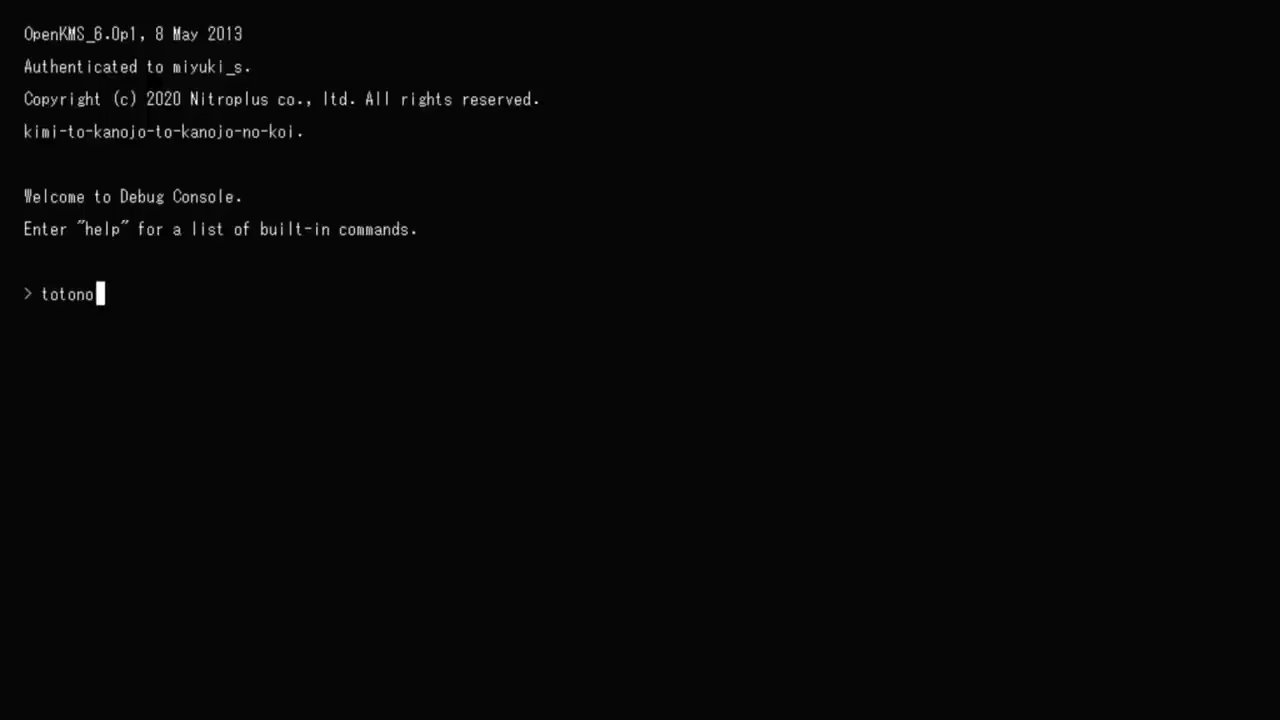 OpenKMS_6.0p1, 8 May 2013
Authenticated to miyuki_s.
Copyright (c) 2020 Nitroplus co., ltd. All rights reserved.
kimi-to-kanojo-to-kanojo-no-koi.
Welcome to Debug Console.
Enter "help" for a list of built-in commands.
> totono